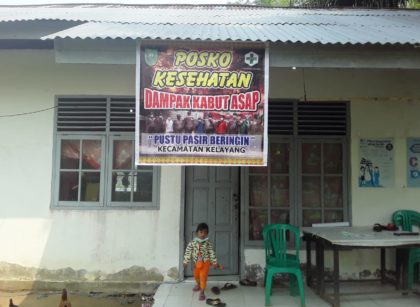 POSKO
KESEHATAN
DAMPAK KABUT ASAP
"PUSTU PASIR BERINGIN"
KECAMATAN KELAYANG